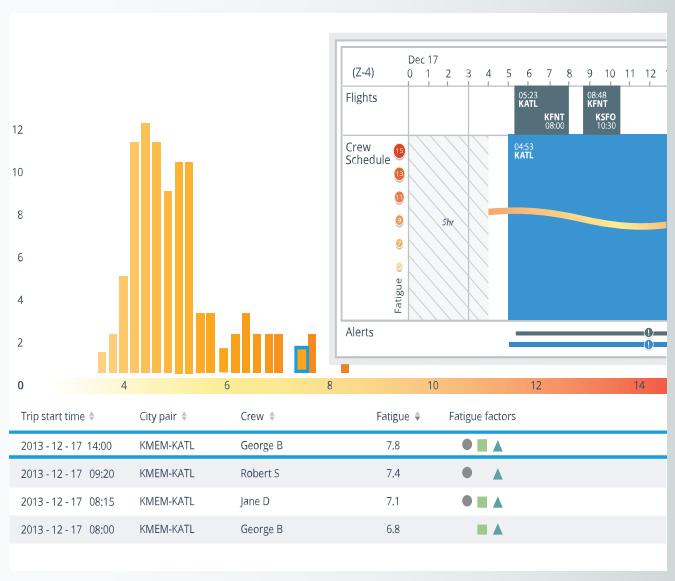 Dec 17
(Z-4)
0 1 2 3 4 5 6 7 8 9 10 11 12
Flights
05:23
KATL
KFNT
08:00
08:48
KFNT
KSFO
10:30
Crew
Schedule
04:53
KATL
15
13
11
9
7
5hr
Fatigue
Alerts
12
10
8
6
4
2
0
4 6 8 10 12 14
Trip start time City pair Crew Fatigue Fatigue factors
2013 - 12 - 17 14:00 KMEM-KATL George B 7.8
2013 - 12 - 17 09:20 KMEM-KATL Robert S 7.4
2013 - 12 - 17 08:15 KMEM-KATL Jane D 7.1
2013 - 12 - 17 08:00 KMEM-KATL George B 6.8